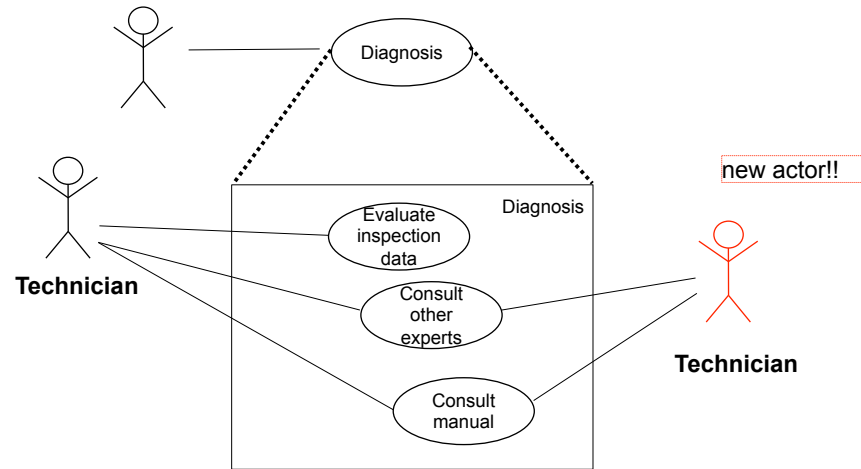 Diagnosis
new actor!!
Diagnosis
Evaluate
inspection
data
Technician
Consult
other
experts
Technician
Consult
manual